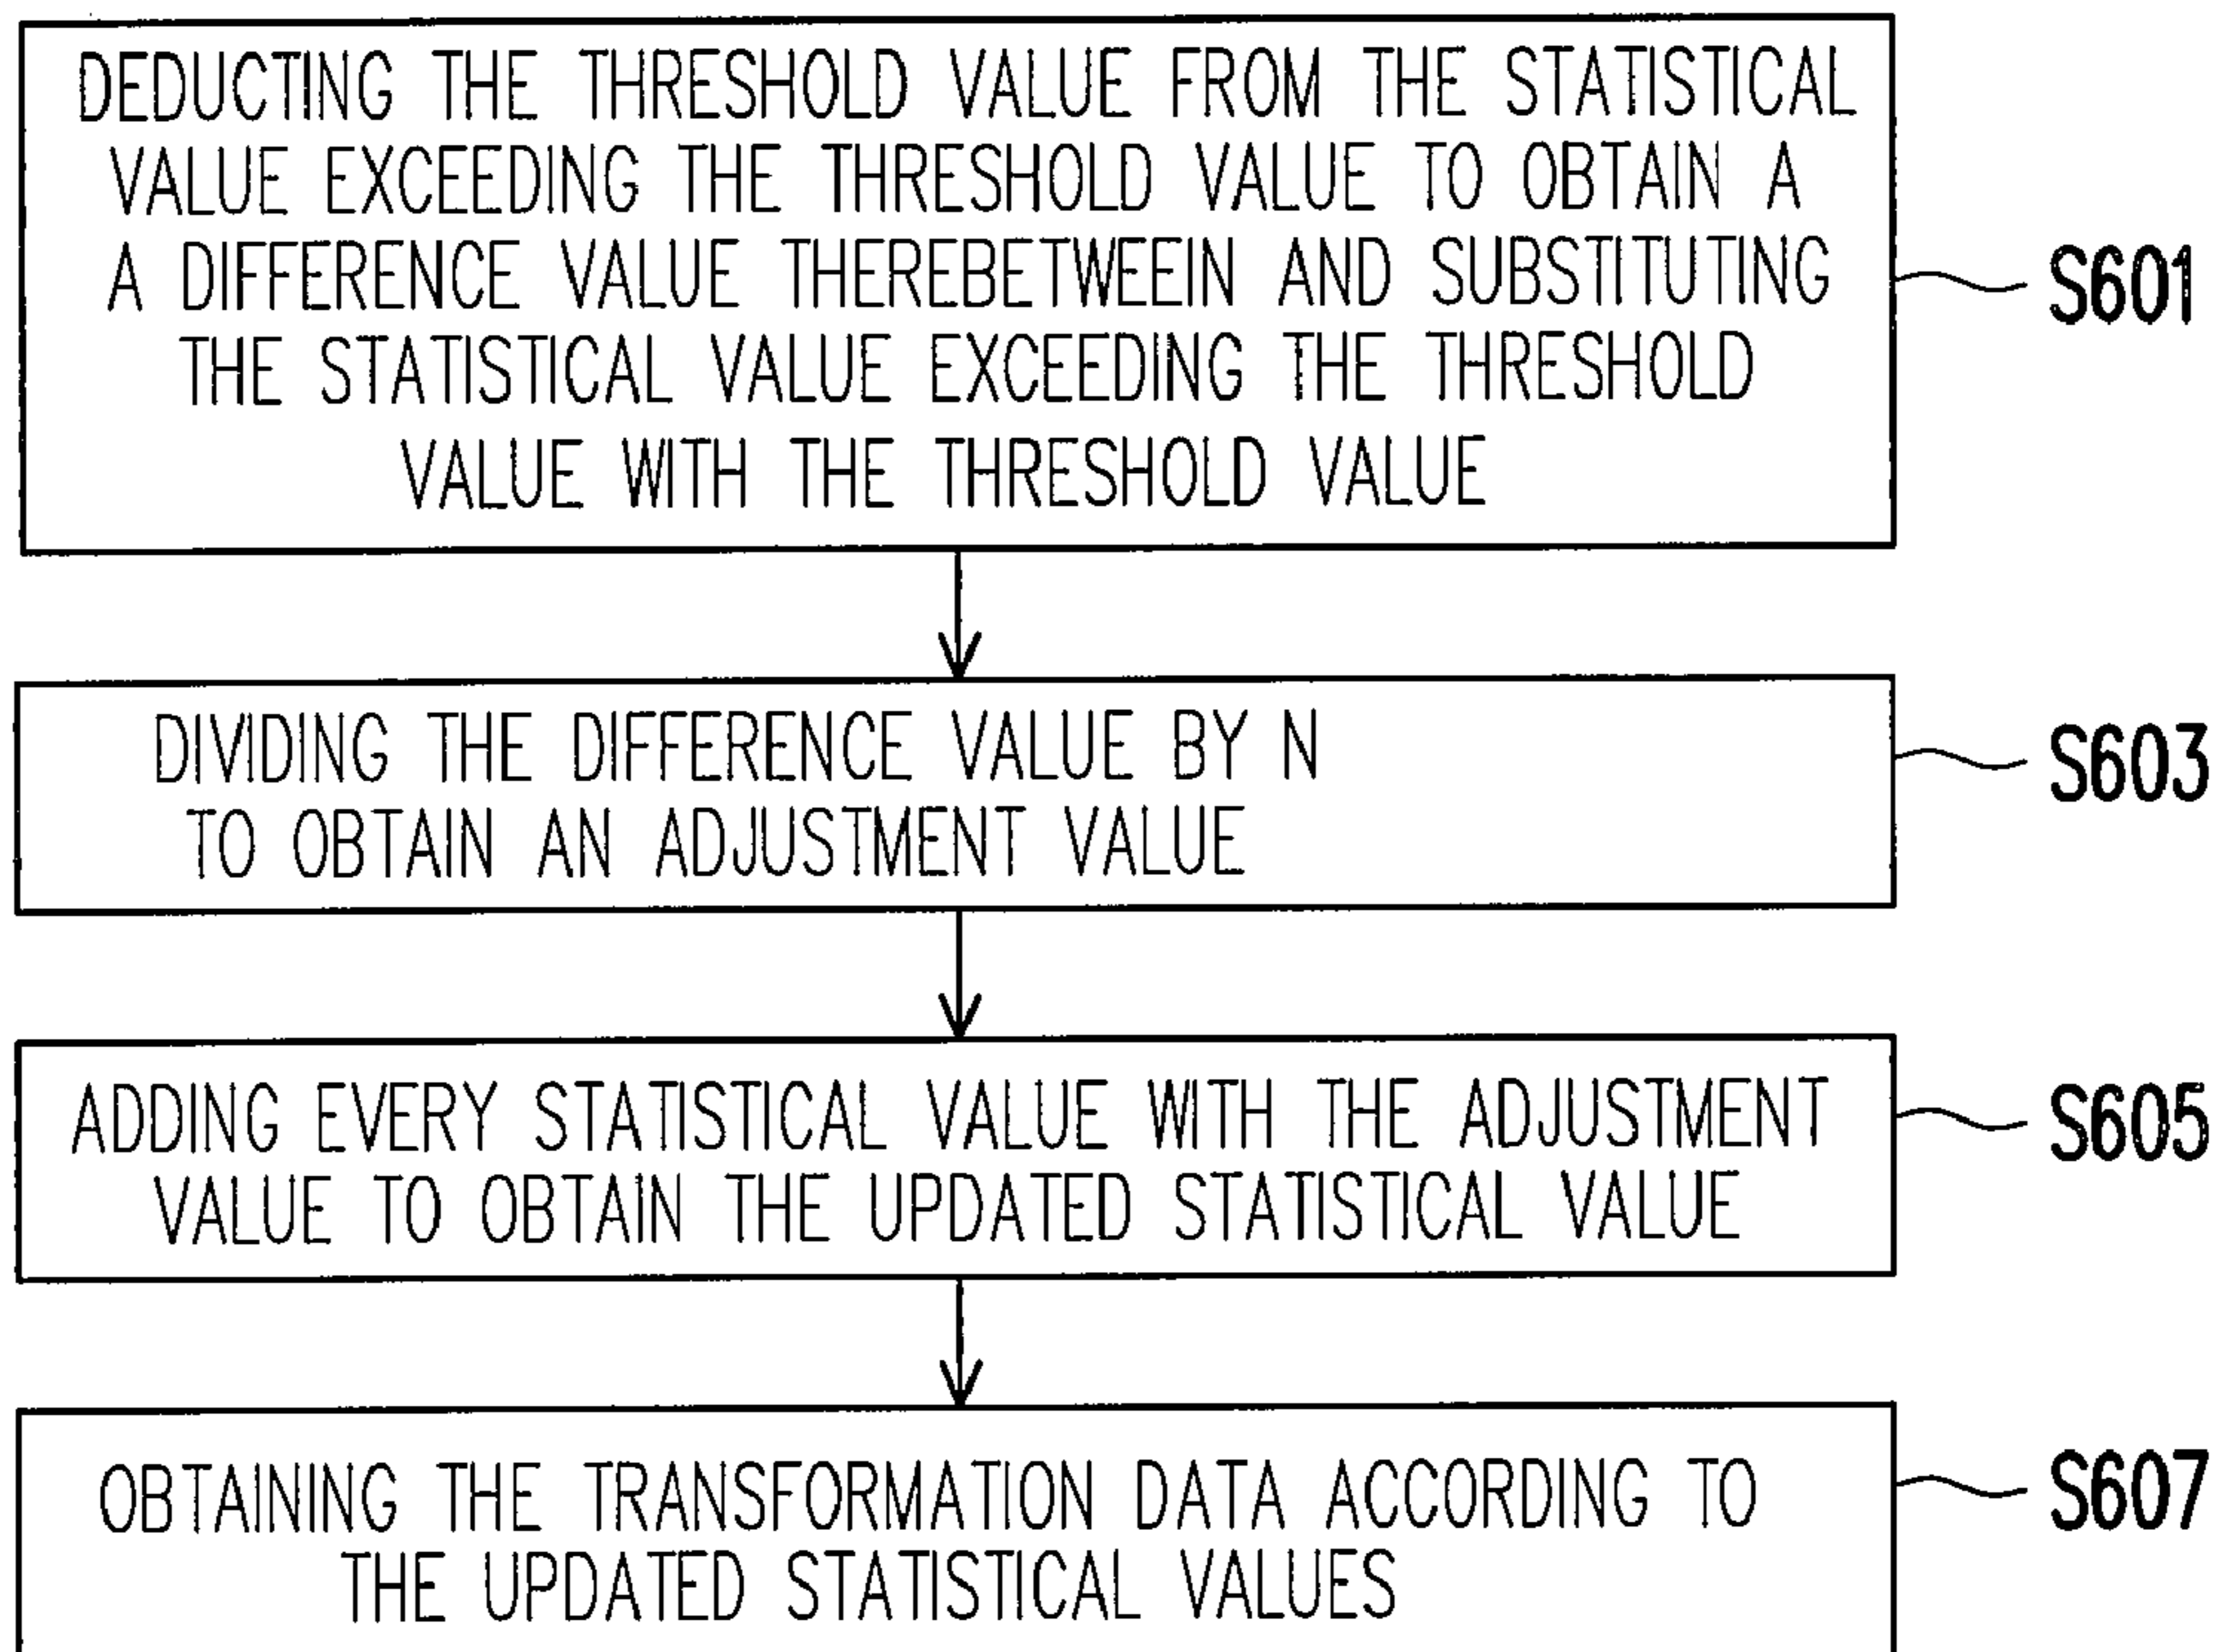 DEDUCTING THE THRESHOLD VALUE FROM THE STATISTICAL
VALUE EXCEEDING THE THRESHOLD VALUE TO OBTAIN A
A DIFFERENCE VALUE THEREBETWEEIN AND SUBSTITUTING
THE STATISTICAL VALUE EXCEEDING THE THRESHOLD
VALUE WITH THE THRESHOLD VALUE
S601
DIVIDING THE DIFFERENCE VALUE BY N
TO OBTAIN AN ADJUSTMENT VALUE
S603
ADDING EVERY STATISTICAL VALUE WITH THE ADJUSTMENT
VALUE TO OBTAIN THE UPDATED STATISTICAL VALUE
S605
OBTAINING THE TRANSFORMATION DATA ACCORDING TO
THE UPDATED STATISTICAL VALUES
S607